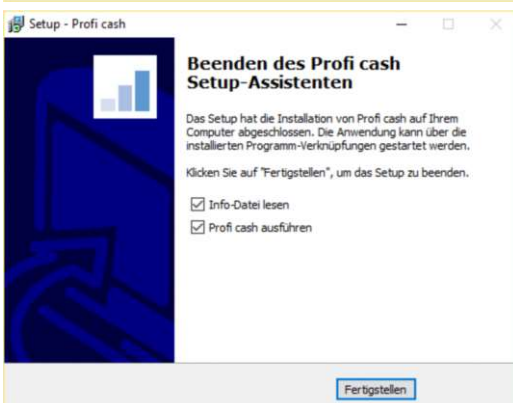 Setup - Profi cash
Beenden des Profi cash
Setup-Assistenten
Das Setup hat die Installation von Profi cash auf Ihrem
Computer abgeschlossen. Die Anwendung kann über die
installierten Programm-Verknüpfungen gestartet werden.
Klicken Sie auf "Fertigstellen", um das Setup zu beenden.
Info-Datei lesen
Profi cash ausführen
Fertigstellen